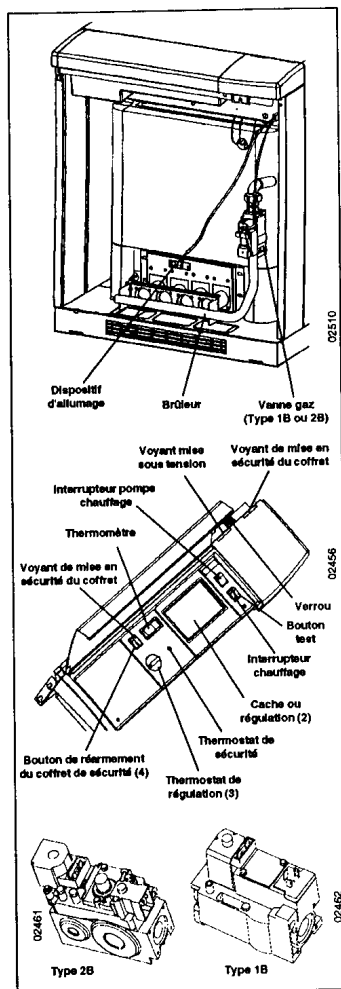 02510
Dispositif
d'allumage
Brûleur
Vanne gaz
(Type 1B ou 2B)
Voyant mise
sous tension
Voyant de mise en
sécurité du coffret
Interrupteur pompe
chauffage
Thermomètre
Voyant de mise en
sécurité du coffret
02456
Verrou
Bouton
test
Interrupteur
chauffage
Cache ou
régulation (2)
Thermostat de
sécurité
Bouton de réarmement
du coffret de sécurité (4)
Thermostat de
régulation (3)
02461
Type 2B
02462
Type 1B